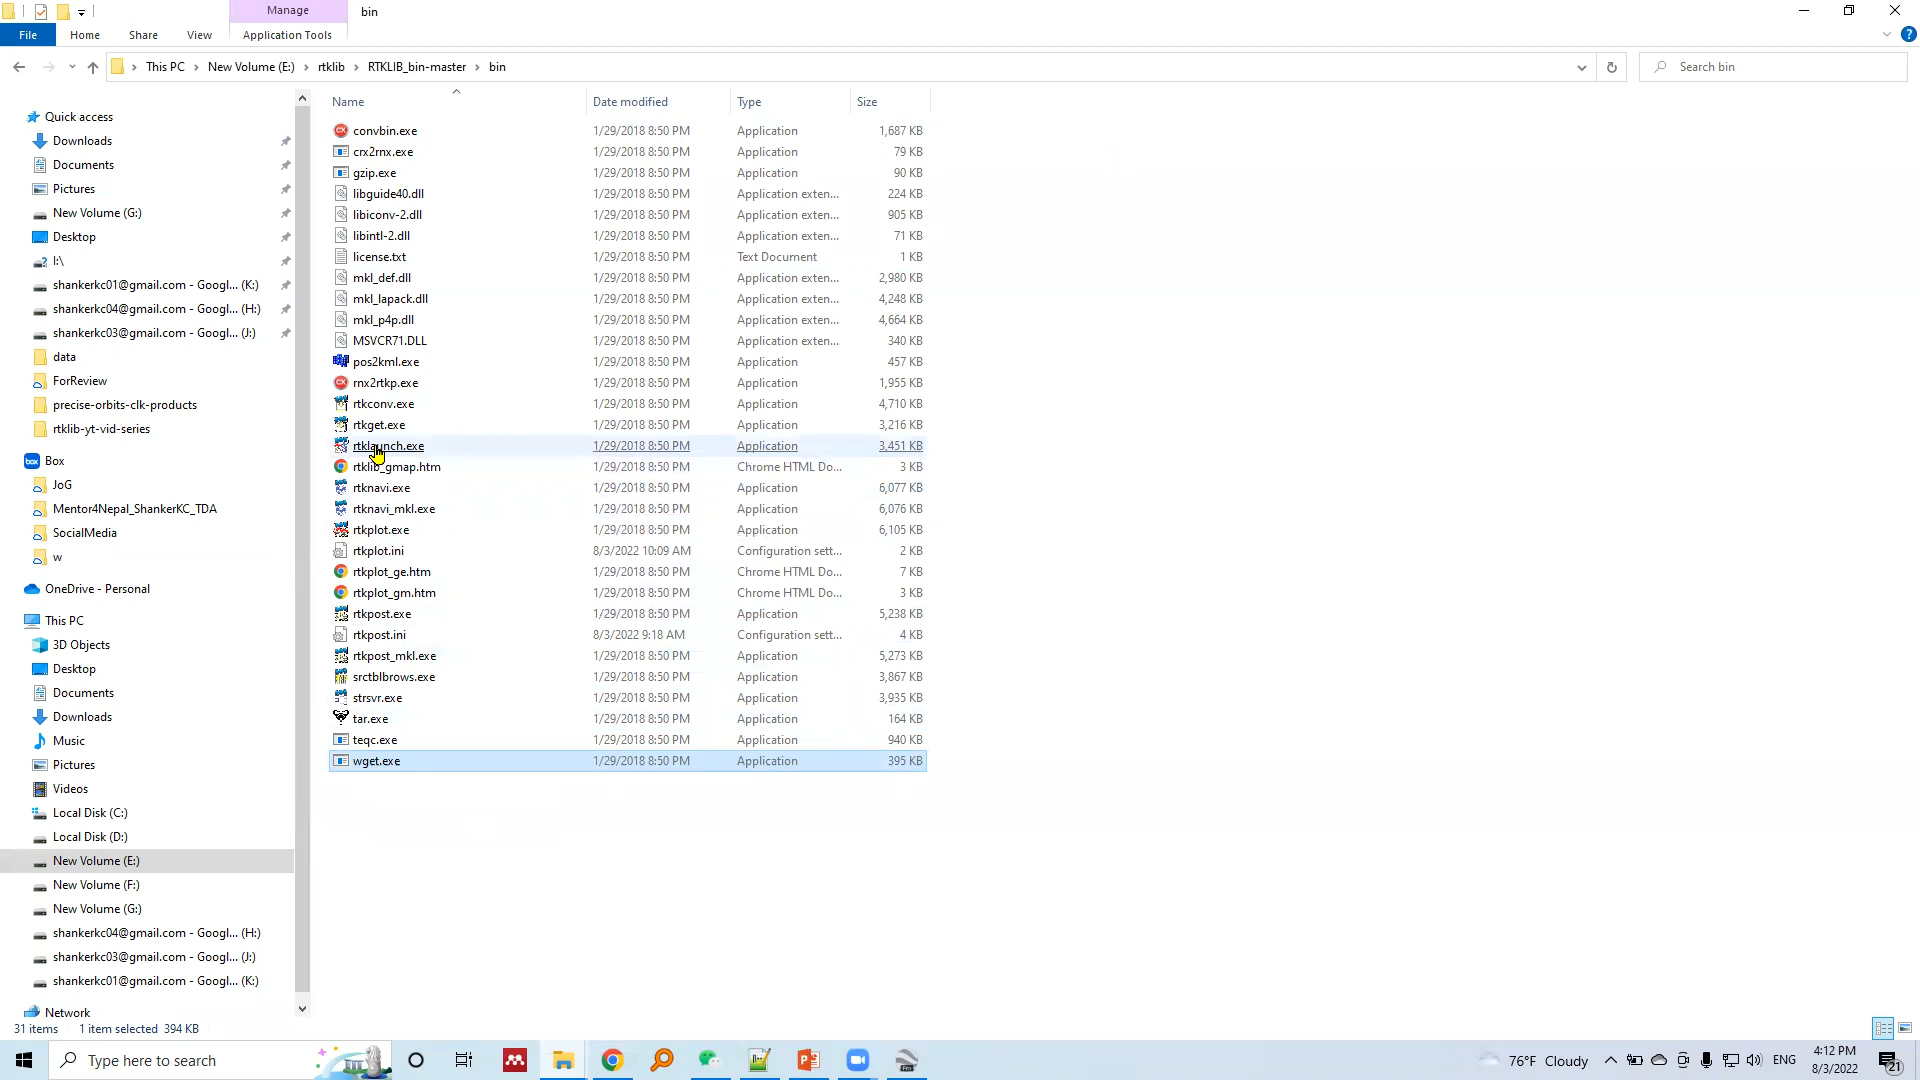 Manage
bin
File
Home
Share
View
Application Tools
This PC
New Volume (E:)
rtklib
RTKLIB_bin-master
bin
Search bin
Name
Date modified
Type
Size
Quick access
Downloads
Documents
Pictures
New Volume (G:)
Desktop
I:\
shankerkc01@gmail.com - Googl... (K:)
shankerkc04@gmail.com - Googl... (H:)
shankerkc03@gmail.com - Googl... (J:)
data
ForReview
precise-orbits-clk-products
rtklib-yt-vid-series
Box
JoG
Mentor4Nepal_ShankerKC_TDA
SocialMedia
w
OneDrive - Personal
This PC
3D Objects
Desktop
Documents
Downloads
Music
Pictures
Videos
Local Disk (C:)
Local Disk (D:)
New Volume (E:)
New Volume (F:)
New Volume (G:)
shankerkc04@gmail.com - Googl... (H:)
shankerkc03@gmail.com - Googl... (J:)
shankerkc01@gmail.com - Googl... (K:)
Network
convbin.exe 1/29/2018 8:50 PM Application 1,687 KB
crx2rnx.exe 1/29/2018 8:50 PM Application 79 KB
gzip.exe 1/29/2018 8:50 PM Application 90 KB
libguide40.dll 1/29/2018 8:50 PM Application exten... 224 KB
libiconv-2.dll 1/29/2018 8:50 PM Application exten... 905 KB
libintl-2.dll 1/29/2018 8:50 PM Application exten... 71 KB
license.txt 1/29/2018 8:50 PM Text Document 1 KB
mkl_def.dll 1/29/2018 8:50 PM Application exten... 2,980 KB
mkl_lapack.dll 1/29/2018 8:50 PM Application exten... 4,248 KB
mkl_p4p.dll 1/29/2018 8:50 PM Application exten... 4,664 KB
MSVCR71.DLL 1/29/2018 8:50 PM Application exten... 340 KB
pos2kml.exe 1/29/2018 8:50 PM Application 457 KB
rnx2rtkp.exe 1/29/2018 8:50 PM Application 1,955 KB
rtkconv.exe 1/29/2018 8:50 PM Application 4,710 KB
rtkget.exe 1/29/2018 8:50 PM Application 3,216 KB
rtklaunch.exe 1/29/2018 8:50 PM Application 3,451 KB
rtklib_gmap.htm 1/29/2018 8:50 PM Chrome HTML Do... 3 KB
rtknavi.exe 1/29/2018 8:50 PM Application 6,077 KB
rtknavi_mkl.exe 1/29/2018 8:50 PM Application 6,076 KB
rtkplot.exe 1/29/2018 8:50 PM Application 6,105 KB
rtkplot.ini 8/3/2022 10:09 AM Configuration sett... 2 KB
rtkplot_ge.htm 1/29/2018 8:50 PM Chrome HTML Do... 7 KB
rtkplot_gm.htm 1/29/2018 8:50 PM Chrome HTML Do... 3 KB
rtkpost.exe 1/29/2018 8:50 PM Application 5,238 KB
rtkpost.ini 8/3/2022 9:18 AM Configuration sett... 4 KB
rtkpost_mkl.exe 1/29/2018 8:50 PM Application 5,273 KB
srctblbrows.exe 1/29/2018 8:50 PM Application 3,867 KB
strsvr.exe 1/29/2018 8:50 PM Application 3,935 KB
tar.exe 1/29/2018 8:50 PM Application 164 KB
teqc.exe 1/29/2018 8:50 PM Application 940 KB
wget.exe 1/29/2018 8:50 PM Application 395 KB
31 items 1 item selected 394 KB
Type here to search
76°F Cloudy
ENG
4:12 PM
8/3/2022
21